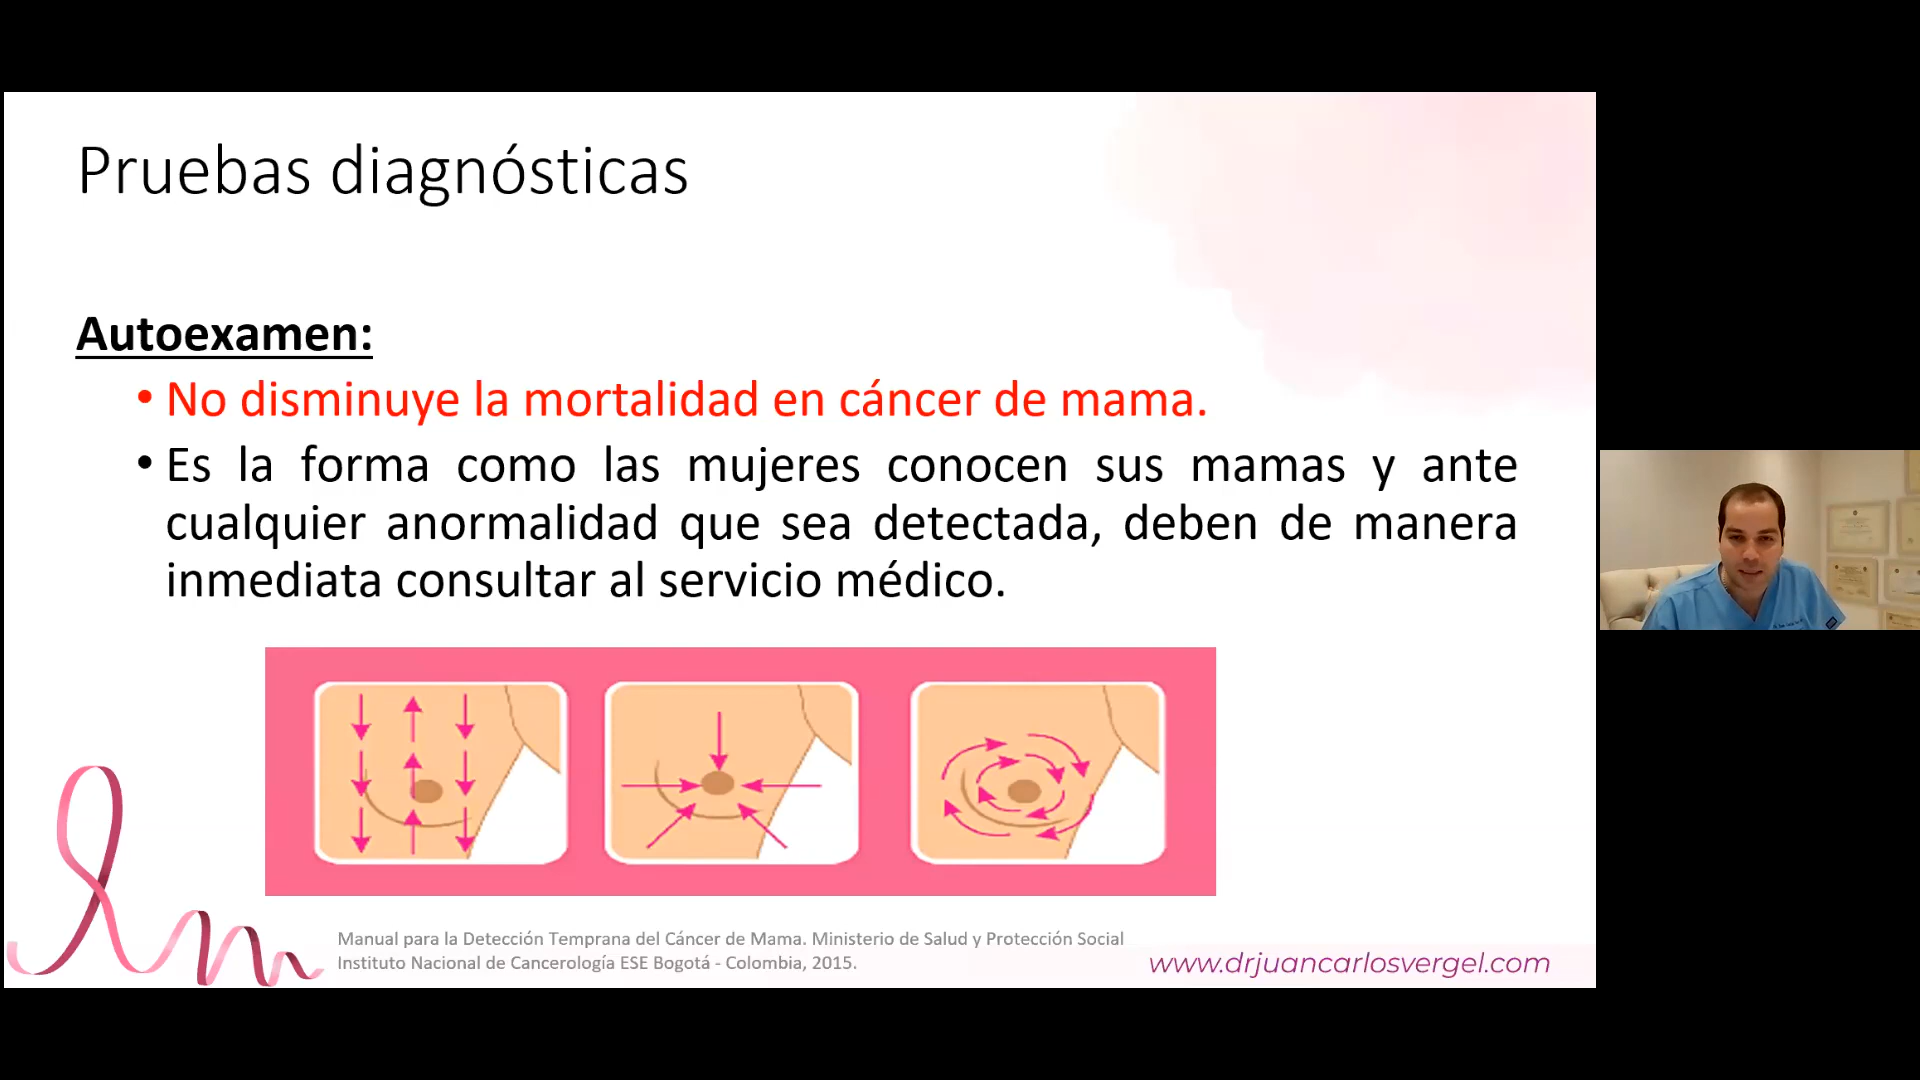 Pruebas diagnósticas
Autoexamen:
• No disminuye la mortalidad en cáncer de mama.
• Es la forma como las mujeres conocen sus mamas y ante
cualquier anormalidad que sea detectada, deben de manera
inmediata consultar al servicio médico.
Manual para la Detección Temprana del Cáncer de Mama. Ministerio de Salud y Protección Social
Instituto Nacional de Cancerología ESE Bogotá - Colombia, 2015.
www.drjuancarlosvergel.com